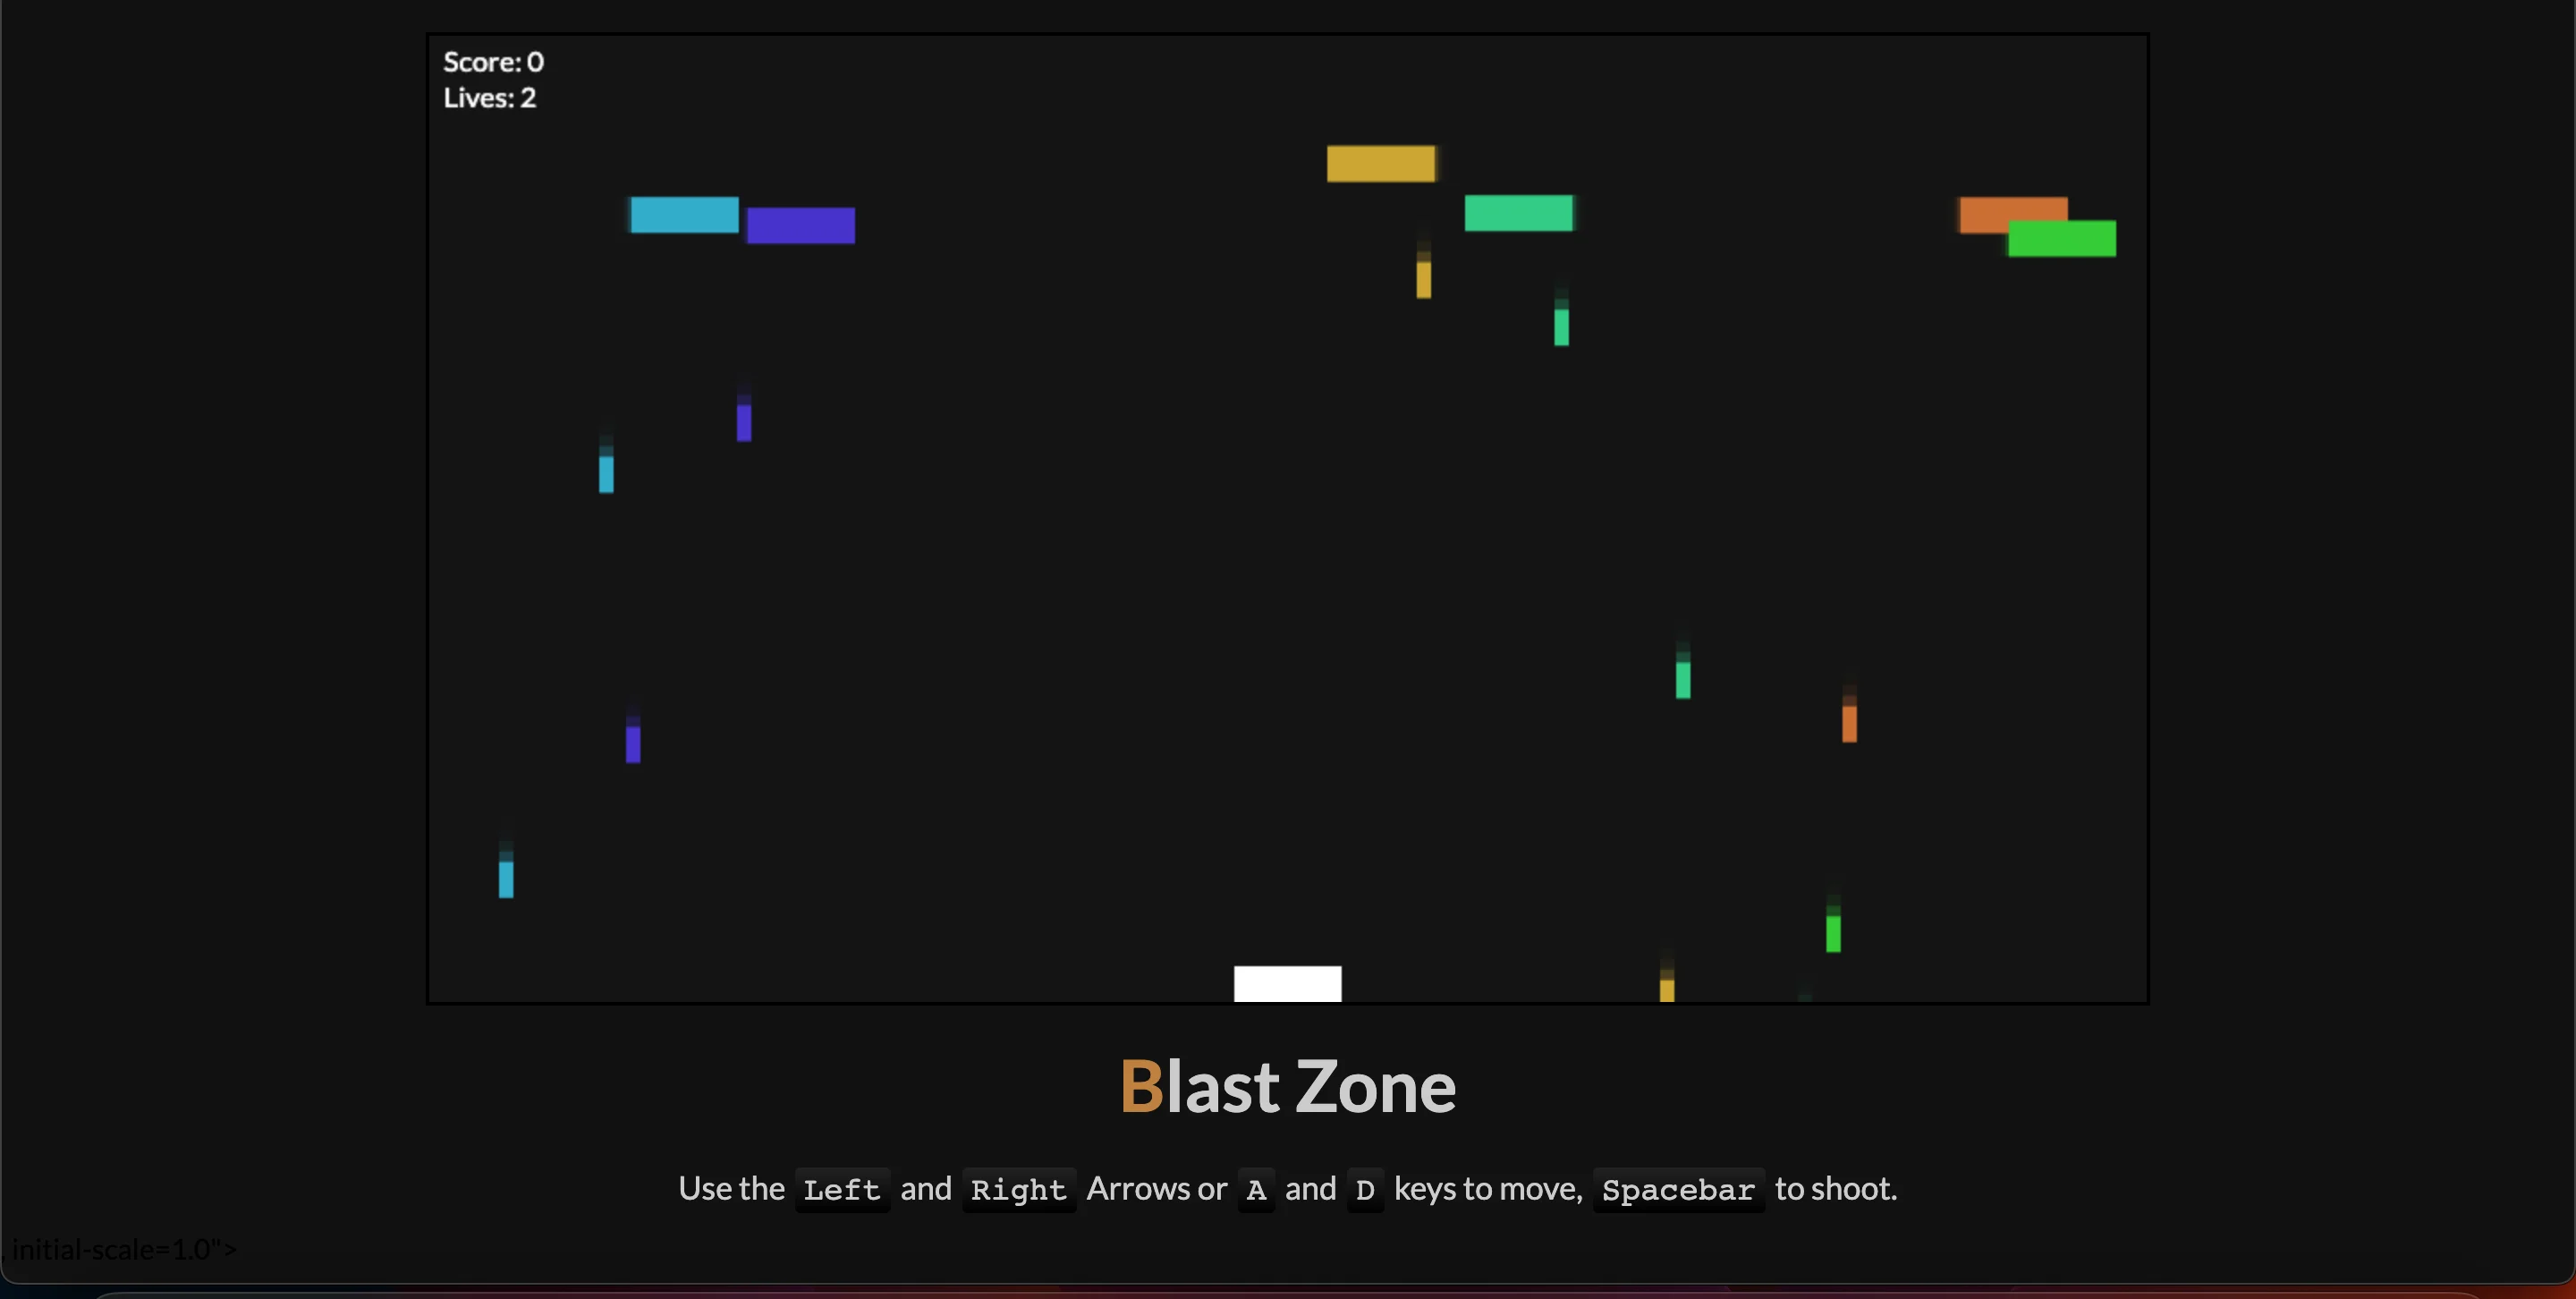 Score: 0
Lives: 2
Blast Zone
Use the Left and Right Arrows or A and D keys to move, Spacebar to shoot.
, initial-scale=1.0">